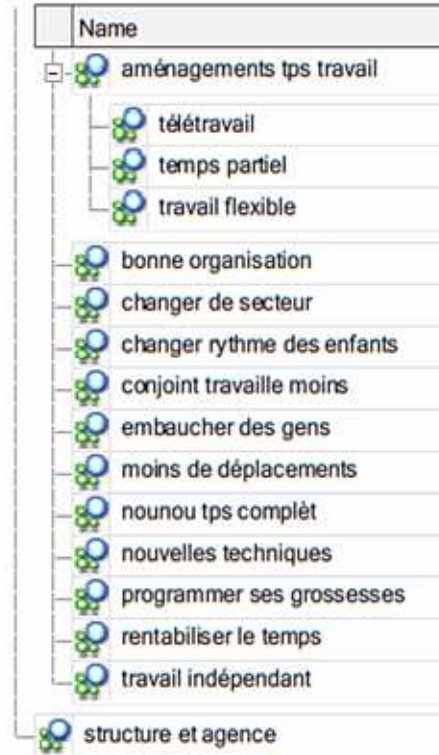 Name
aménagements tps travail
télétravail
temps partiel
travail flexible
bonne organisation
changer de secteur
changer rythme des enfants
conjoint travaille moins
embaucher des gens
moins de déplacements
nounou tps complèt
nouvelles techniques
programmer ses grossesses
rentabiliser le temps
travail indépendant
structure et agence